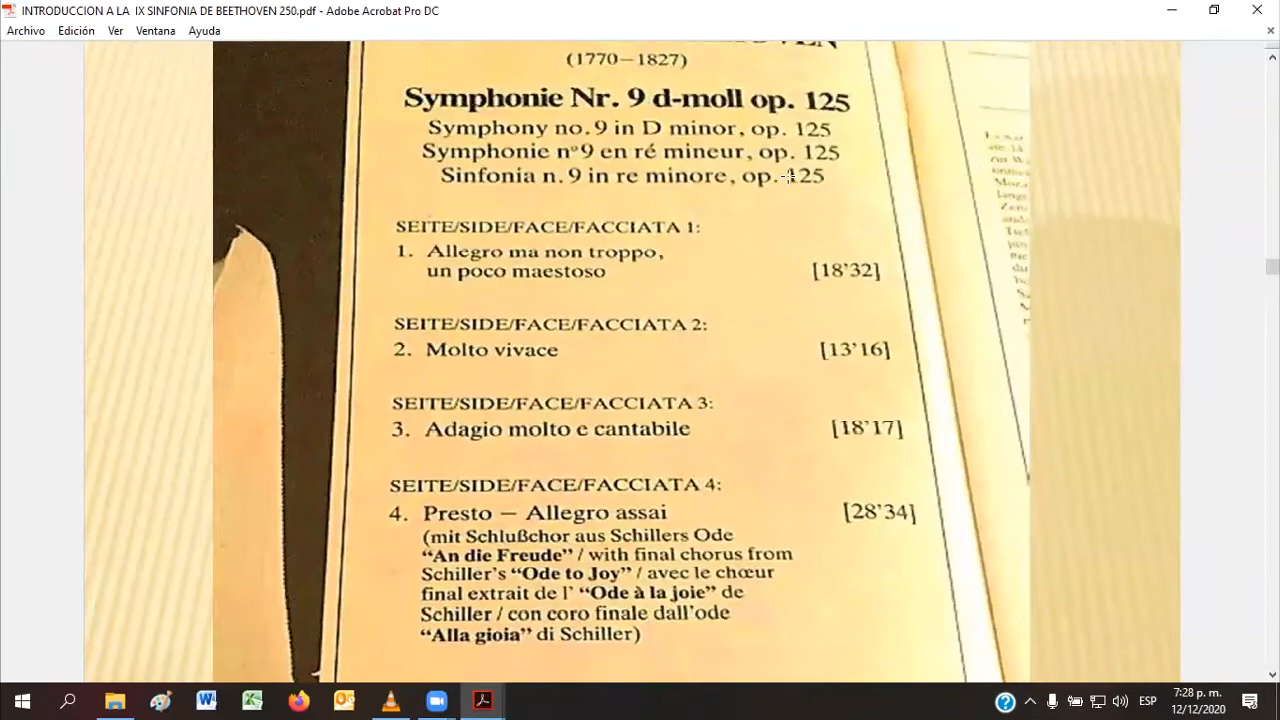 INTRODUCCION A LA IX SINFONIA DE BEETHOVEN 250.pdf - Adobe Acrobat Pro DC
Archivo Edición Ver Ventana Ayuda
(1770–1827)
Symphonie Nr. 9 d-moll op. 125
Symphony no. 9 in D minor, op. 125
Symphonie n°9 en ré mineur, op. 125
Sinfonia n. 9 in re minore, op. 125
SEITE/SIDE/FACE/FACCIATA 1:
1. Allegro ma non troppo,
un poco maestoso [18'32]
SEITE/SIDE/FACE/FACCIATA 2:
2. Molto vivace [13'16]
SEITE/SIDE/FACE/FACCIATA 3:
3. Adagio molto e cantabile [18'17]
SEITE/SIDE/FACE/FACCIATA 4:
4. Presto – Allegro assai [28'34]
(mit Schlußchor aus Schillers Ode
“An die Freude” / with final chorus from
Schiller's “Ode to Joy” / avec le chœur
final extrait de l' “Ode à la joie” de
Schiller / con coro finale dall'ode
“Alla gioia” di Schiller)
ESP
7:28 p. m.
12/12/2020